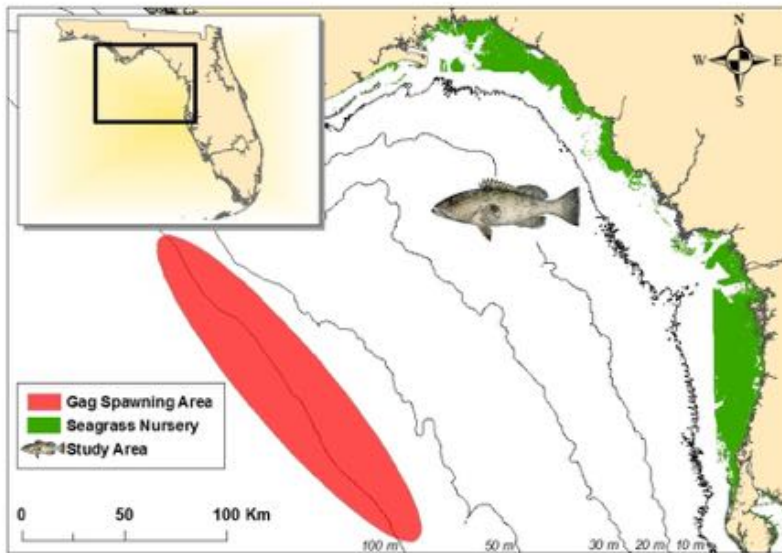 N
W E
S
Gag Spawning Area
Seagrass Nursery
Study Area
0 50 100 Km
100 m 50 m 30 m 20 m 10 m